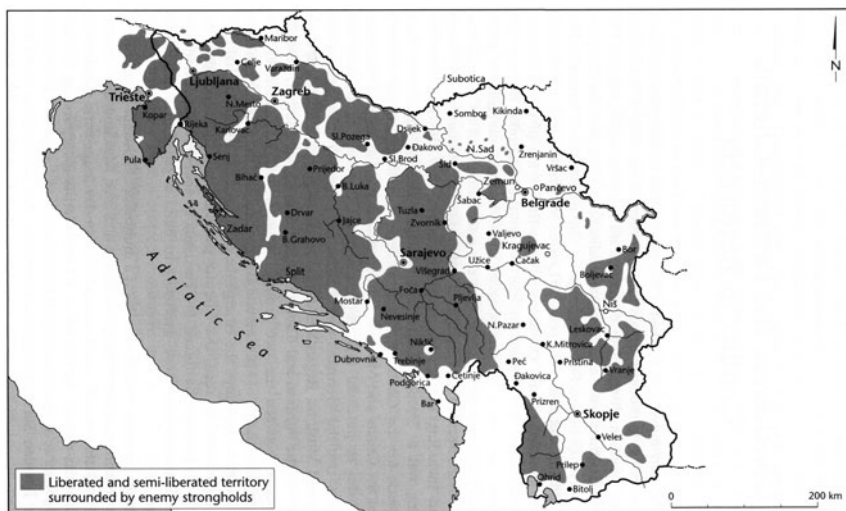 Maribor
Celje
Varaždin
Ljubljana
Trieste
Kopar
N.Mesto
Zagreb
Rijeka
Karlovac
Pula
Senj
Subotica
Sombor
Kikinda
Sl.Pozega
Osijek
Đakovo
Sl.Brod
N.Sad
Zrenjanin
Šid
Vršac
Zemun
Pančevo
Belgrade
Šabac
Bihać
Prijedor
B.Luka
Drvar
Jajce
Tuzla
Zvornik
Valjevo
Kragujevac
Bor
Boljevac
Zadar
B.Grahovo
Sarajevo
Višegrad
Užice
Čačak
Split
Foča
Pljevlja
Niš
Mostar
Nevesinje
N.Pazar
Leskovac
K.Mitrovica
Nikšić
Dubrovnik
Trebinje
Peć
Pristina
Vranje
Podgorica
Cetinje
Đakovica
Bar
Prizren
Skopje
Veles
Prilep
Ohrid
Bitolj
Adriatic Sea
N
Liberated and semi-liberated territory
surrounded by enemy strongholds
0 200 km